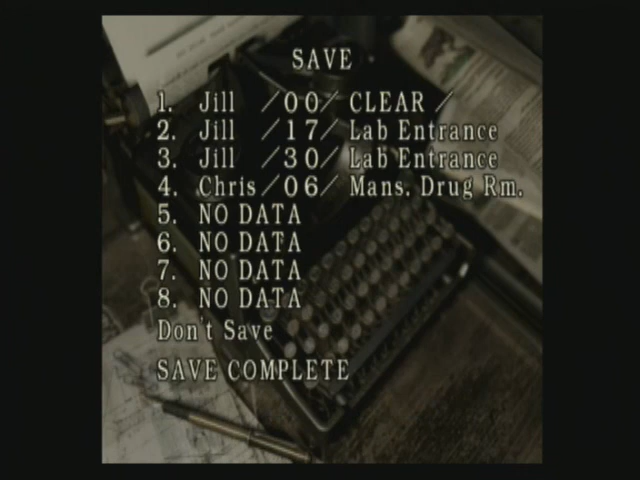 SAVE
1. Jill /00/ CLEAR /
2. Jill /17/ Lab Entrance
3. Jill /30/ Lab Entrance
4. Chris/06/ Mans. Drug Rm.
5. NO DATA
6. NO DATA
7. NO DATA
8. NO DATA
Don't Save
SAVE COMPLETE